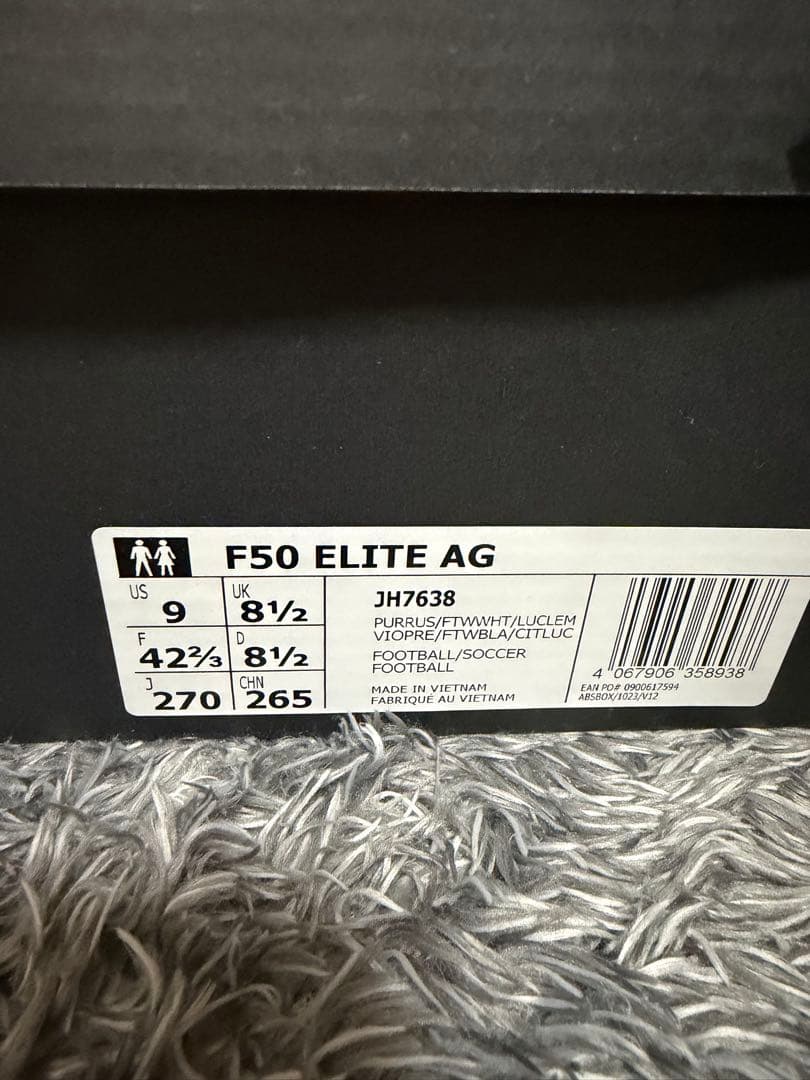 F50 ELITE AG
US
9
UK
8½
F
42⅔
D
8½
J
270
CHN
265
JH7638
PURRUS/FTWWHT/LUCLEM
VIOPRE/FTWBLA/CITLUC
FOOTBALL/SOCCER
FOOTBALL
MADE IN VIETNAM
FABRIQUÉ AU VIETNAM
4 067906 358938
EAN PO# 0900617594
ABSBOX/1023/V12